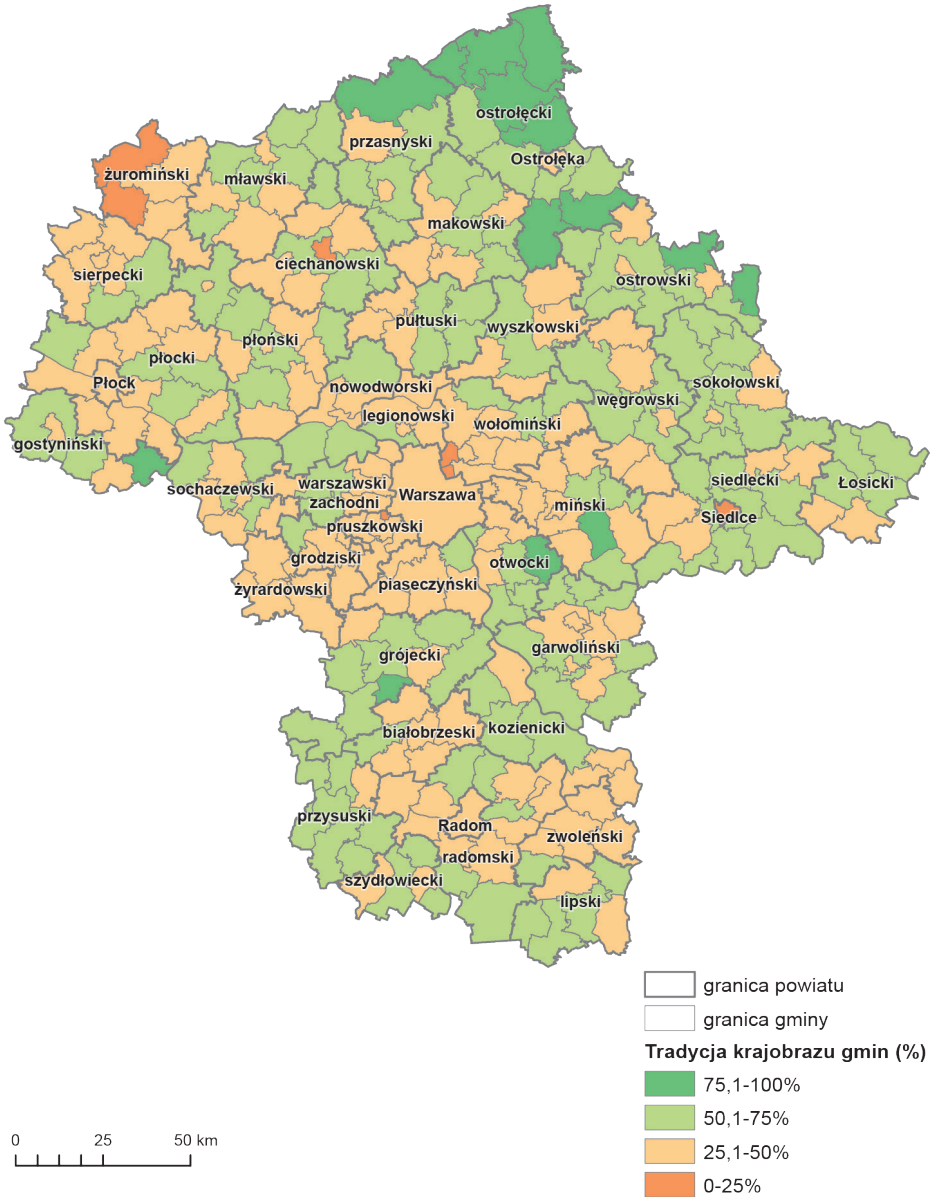 ostrołęcki
przasnyski
Ostrołęka
żuromiński
mławski
makowski
ciechanowski
sierpecki
ostrowski
pułtuski
wyszkowski
płoński
płocki
Płock
nowodworski
sokołowski
węgrowski
legionowski
wołomiński
gostyniński
siedlecki
Łosicki
sochaczewski
warszawski
zachodni
Warszawa
miński
Siedlce
pruszkowski
grodziski
otwocki
żyrardowski
piaseczyński
garwoliński
grójecki
białobrzeski
kozienicki
przysuski
Radom
zwoleński
radomski
szydłowiecki
lipski
granica powiatu
granica gminy
Tradycja krajobrazu gmin (%)
75,1-100%
50,1-75%
25,1-50%
0-25%
0 25 50 km